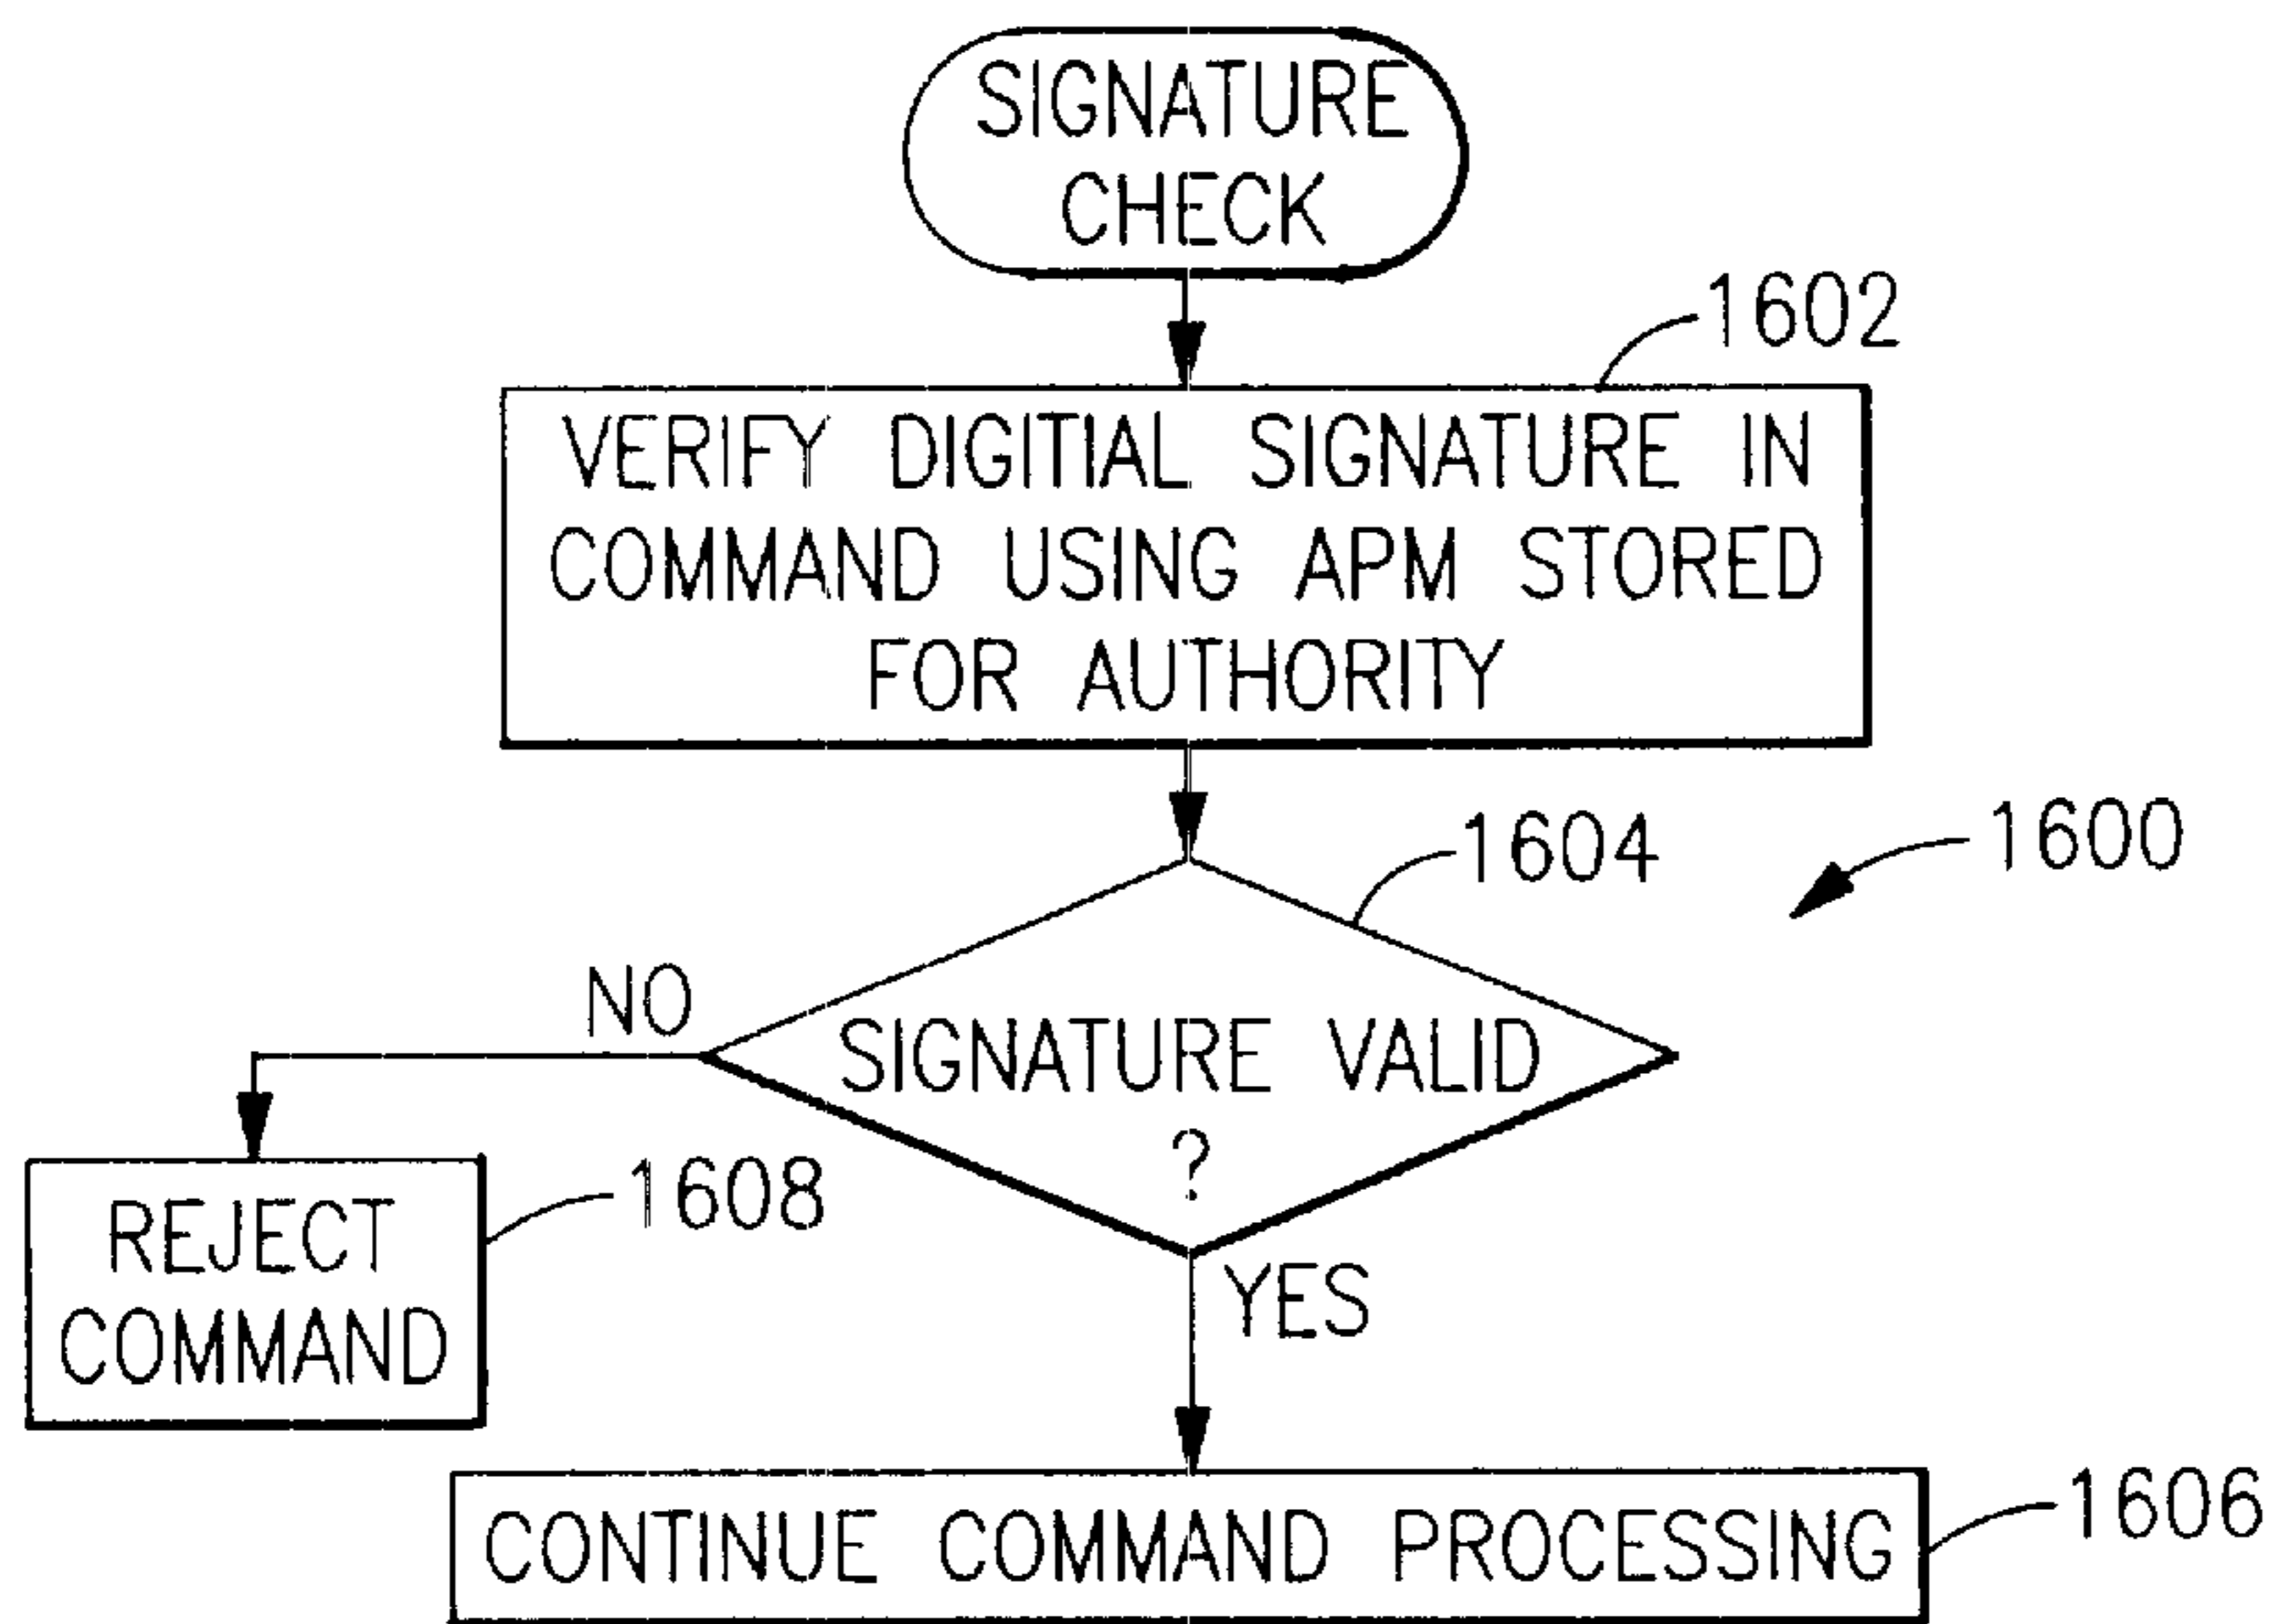 SIGNATURE
CHECK
1602
VERIFY DIGITIAL SIGNATURE IN
COMMAND USING APM STORED
FOR AUTHORITY
1604
1600
NO
SIGNATURE VALID
?
1608
REJECT
COMMAND
YES
1606
CONTINUE COMMAND PROCESSING